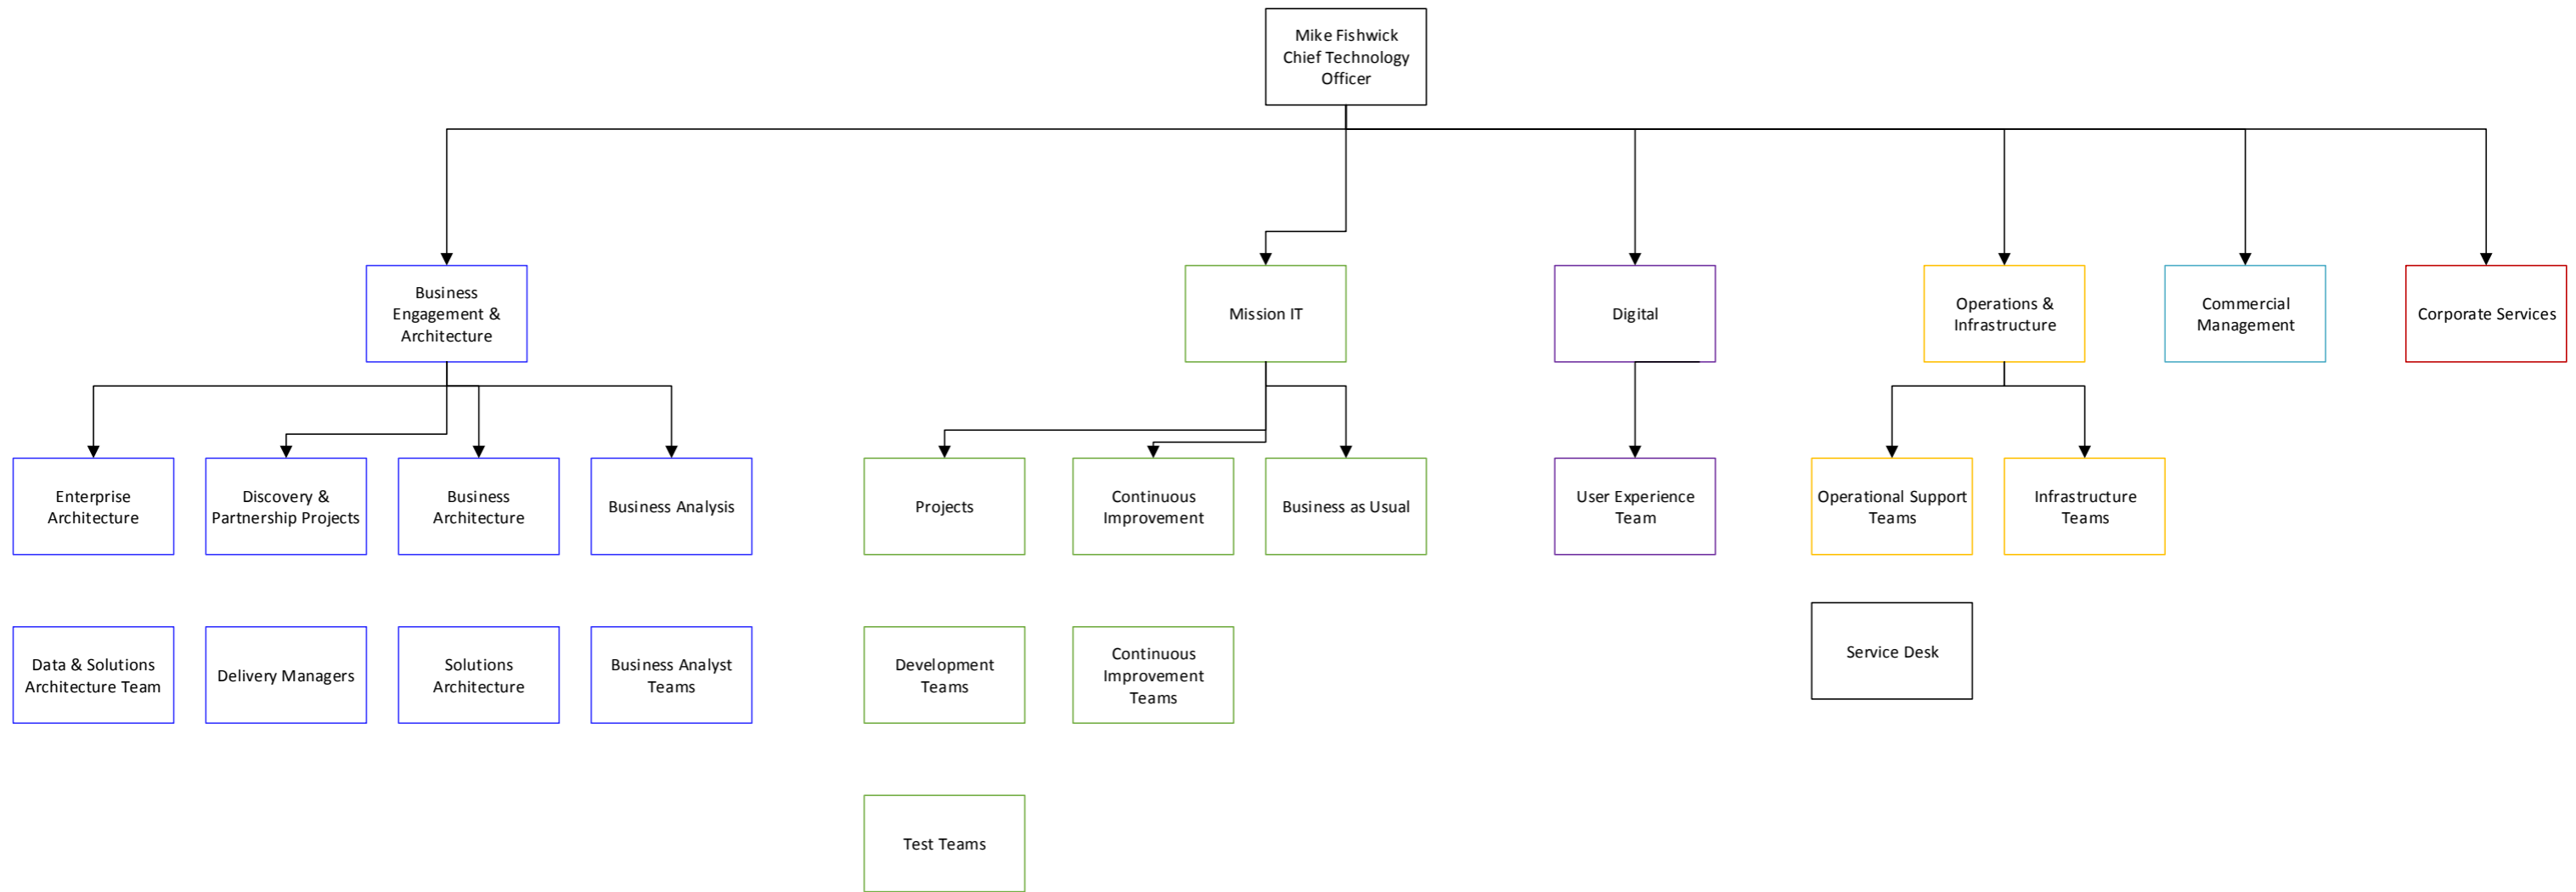 Mike Fishwick
Chief Technology
Officer
Business
Engagement &
Architecture
Mission IT
Digital
Operations &
Infrastructure
Commercial
Management
Corporate Services
Enterprise
Architecture
Discovery &
Partnership Projects
Business
Architecture
Business Analysis
Projects
Continuous
Improvement
Business as Usual
User Experience
Team
Operational Support
Teams
Infrastructure
Teams
Data & Solutions
Architecture Team
Delivery Managers
Solutions
Architecture
Business Analyst
Teams
Development
Teams
Continuous
Improvement
Teams
Service Desk
Test Teams